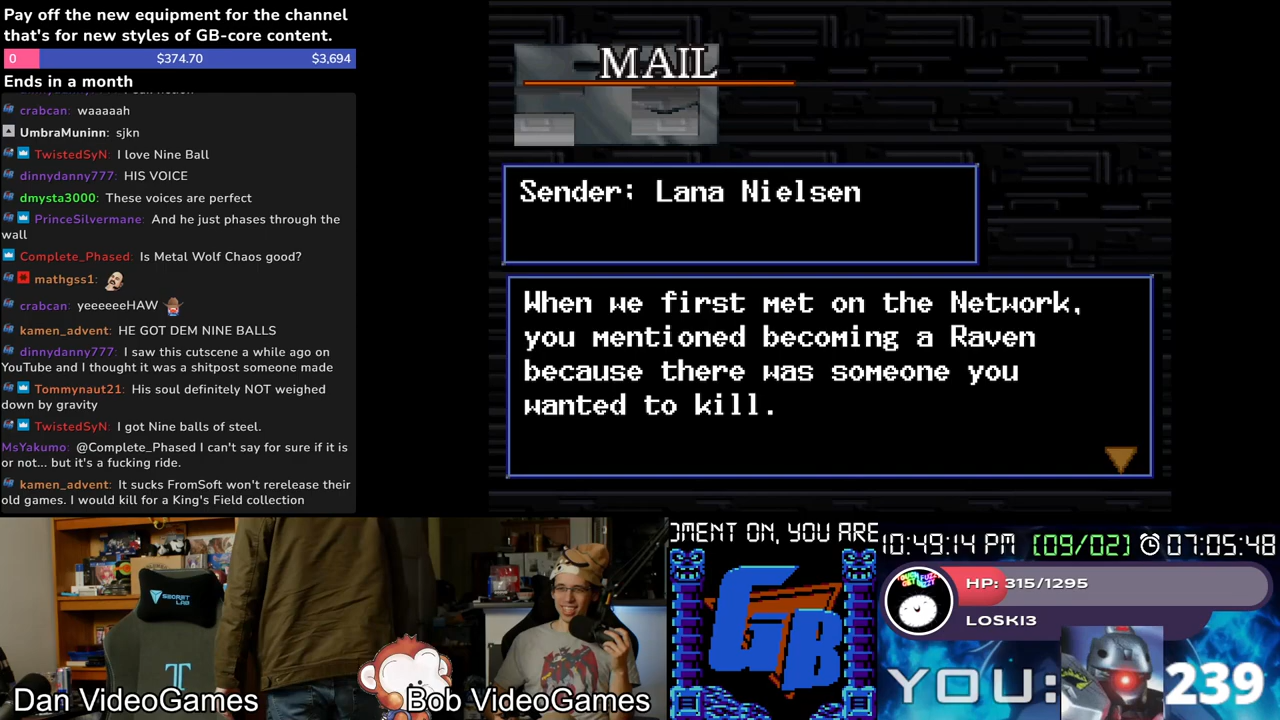 Pay off the new equipment for the channel
that's for new styles of GB-core content.
0 $374.70 $3,694
Ends in a month
crabcan: waaaaah
UmbraMuninn: sjkn
TwistedSyN: I love Nine Ball
dinnydanny777: HIS VOICE
dmysta3000: These voices are perfect
PrinceSilvermane: And he just phases through the
wall
Complete_Phased: Is Metal Wolf Chaos good?
mathgss1:
crabcan: yeeeeeeHAW
kamen_advent: HE GOT DEM NINE BALLS
dinnydanny777: I saw this cutscene a while ago on
YouTube and I thought it was a shitpost someone made
Tommynaut21: His soul definitely NOT weighed
down by gravity
TwistedSyN: I got Nine balls of steel.
MsYakumo: @Complete_Phased I can't say for sure if it is
or not... but it's a fucking ride.
kamen_advent: It sucks FromSoft won't rerelease their
old games. I would kill for a King's Field collection
MAIL
Sender: Lana Nielsen
When we first met on the Network,
you mentioned becoming a Raven
because there was someone you
wanted to kill.
SECRET
LAB
Dan VideoGames
Bob VideoGames
OMENT ON, YOU ARE
GB
10:49:14 PM [09/02] 07:05:48
HP: 315/1295
LOSKI3
YOU: 239